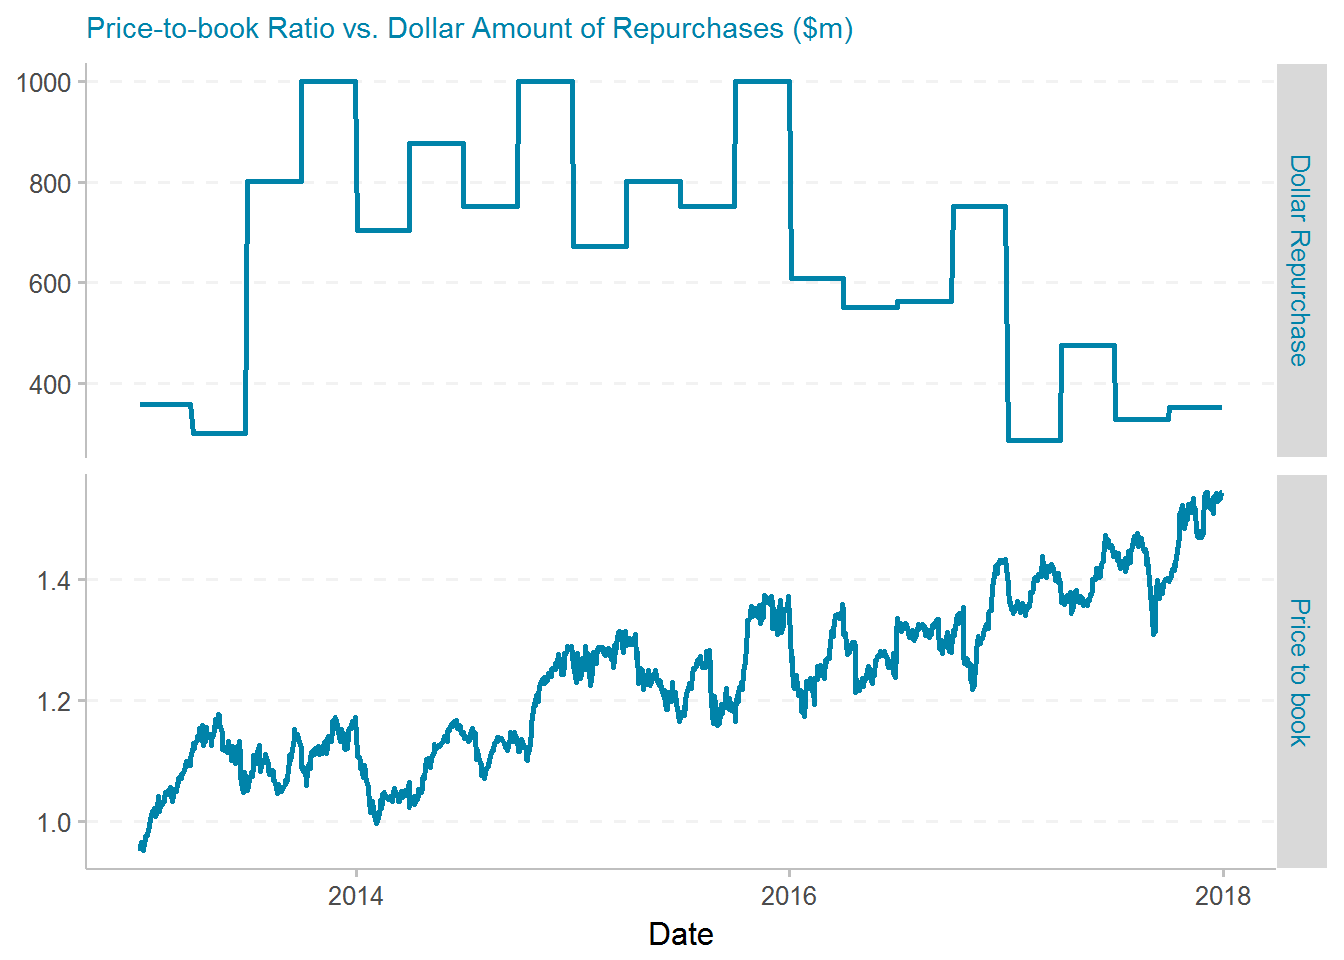 Price-to-book Ratio vs. Dollar Amount of Repurchases ($m)
1000
800
600
400
Dollar Repurchase
1.4
1.2
1.0
Price to book
2014
2016
2018
Date